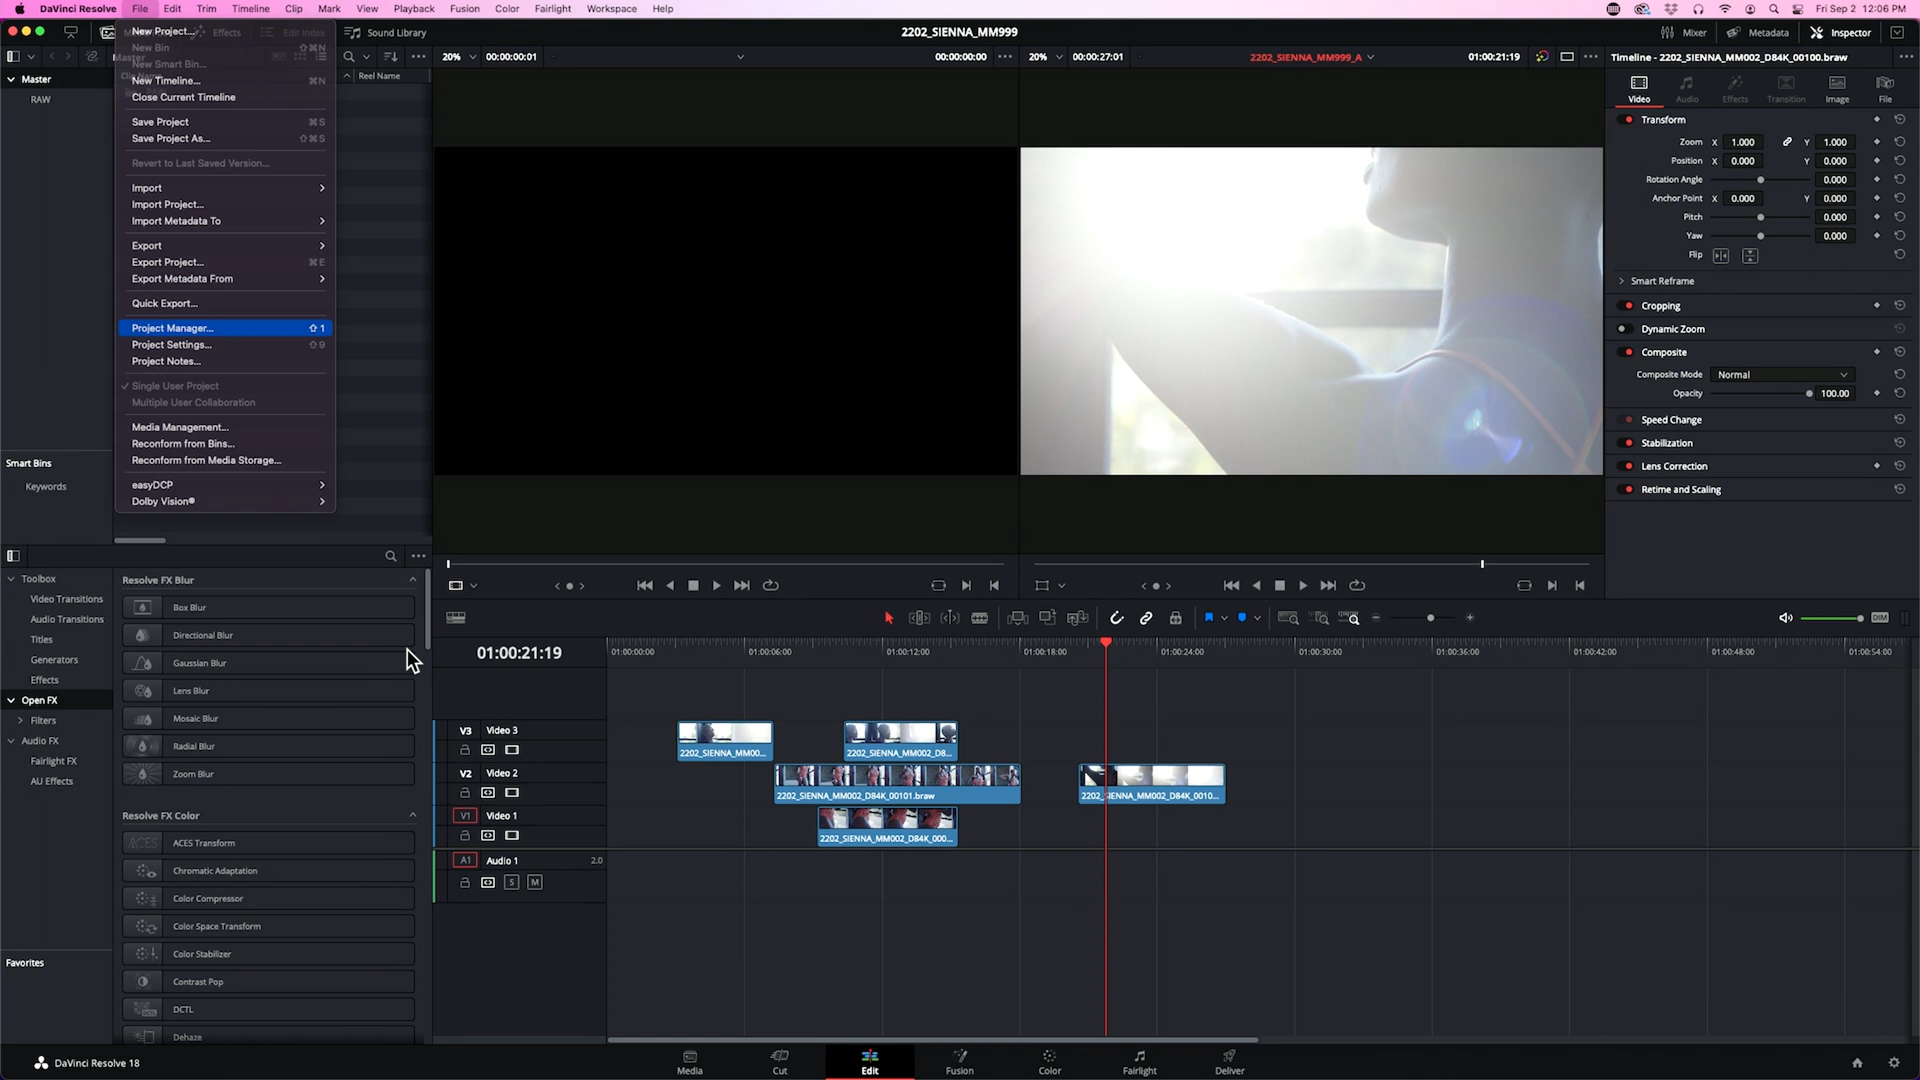 DaVinci Resolve File Edit Trim Timeline Clip Mark View Playback Fusion Color Fairlight Workspace Help Fri Sep 2 12:06 PM
Effects Edit Index Sound Library 2202_SIENNA_MM999 Mixer Metadata Inspector
20% 00:00:00:01 00:00:00:00 20% 00:00:27:01 2202_SIENNA_MM999_A 01:00:21:19 Timeline - 2202_SIENNA_MM002_D84K_00100.braw
Master
RAW
Reel Name
New Project...
New Bin ⇧⌘N
New Smart Bin...
New Timeline... ⌘N
Close Current Timeline
Save Project ⌘S
Save Project As... ⇧⌘S
Revert to Last Saved Version...
Import
Import Project...
Import Metadata To
Export
Export Project... ⌘E
Export Metadata From
Quick Export...
Project Manager... ⇧1
Project Settings... ⇧9
Project Notes...
✓ Single User Project
Multiple User Collaboration
Media Management...
Reconform from Bins...
Reconform from Media Storage...
easyDCP
Dolby Vision®
Smart Bins
Keywords
Video Audio Effects Transition Image File
Transform
Zoom X 1.000 Y 1.000
Position X 0.000 Y 0.000
Rotation Angle 0.000
Anchor Point X 0.000 Y 0.000
Pitch 0.000
Yaw 0.000
Flip
Smart Reframe
Cropping
Dynamic Zoom
Composite
Composite Mode Normal
Opacity 100.00
Speed Change
Stabilization
Lens Correction
Retime and Scaling
Toolbox
Video Transitions
Audio Transitions
Titles
Generators
Effects
Open FX
Filters
Audio FX
Fairlight FX
AU Effects
Favorites
Resolve FX Blur
Box Blur
Directional Blur
Gaussian Blur
Lens Blur
Mosaic Blur
Radial Blur
Zoom Blur
Resolve FX Color
ACES Transform
Chromatic Adaptation
Color Compressor
Color Space Transform
Color Stabilizer
Contrast Pop
DCTL
Dehaze
DIM
01:00:21:19 01:00:00:00 01:00:06:00 01:00:12:00 01:00:18:00 01:00:24:00 01:00:30:00 01:00:36:00 01:00:42:00 01:00:48:00 01:00:54:00
V3 Video 3
2202_SIENNA_MM00... 2202_SIENNA_MM002_D8...
V2 Video 2
2202_SIENNA_MM002_D84K_00101.braw 2202_SIENNA_MM002_D84K_0010...
V1 Video 1
2202_SIENNA_MM002_D84K_000...
A1 Audio 1 2.0
S M
DaVinci Resolve 18 Media Cut Edit Fusion Color Fairlight Deliver